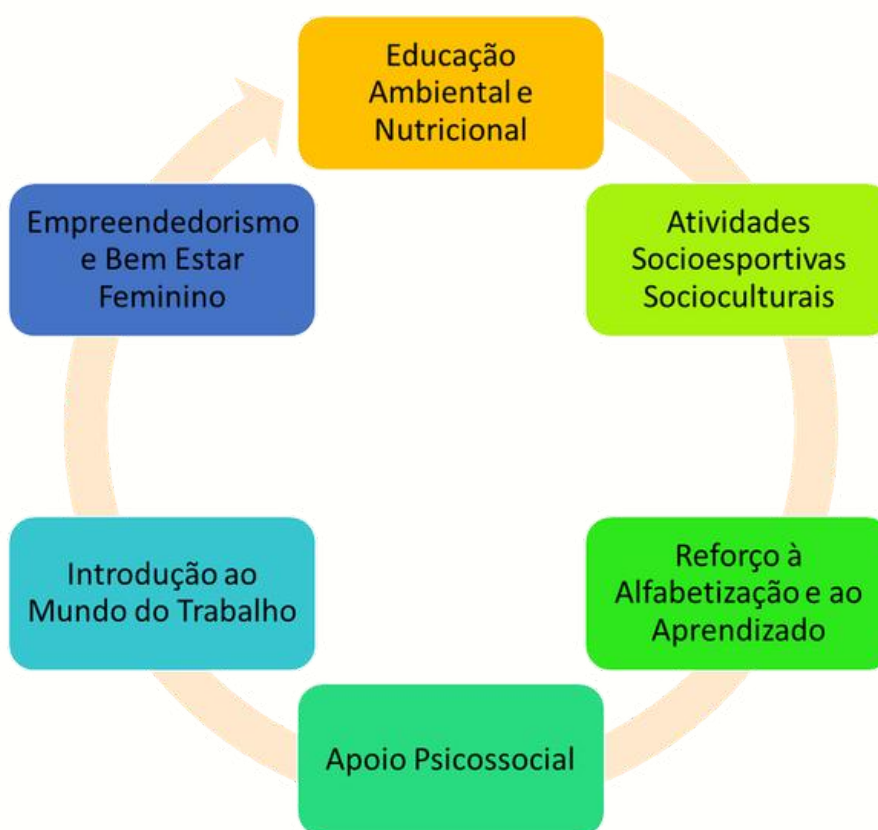 Educação
Ambiental e
Nutricional
Atividades
Socioesportivas
Socioculturais
Reforço à
Alfabetização e ao
Aprendizado
Apoio Psicossocial
Introdução ao
Mundo do Trabalho
Empreendedorismo
e Bem Estar
Feminino